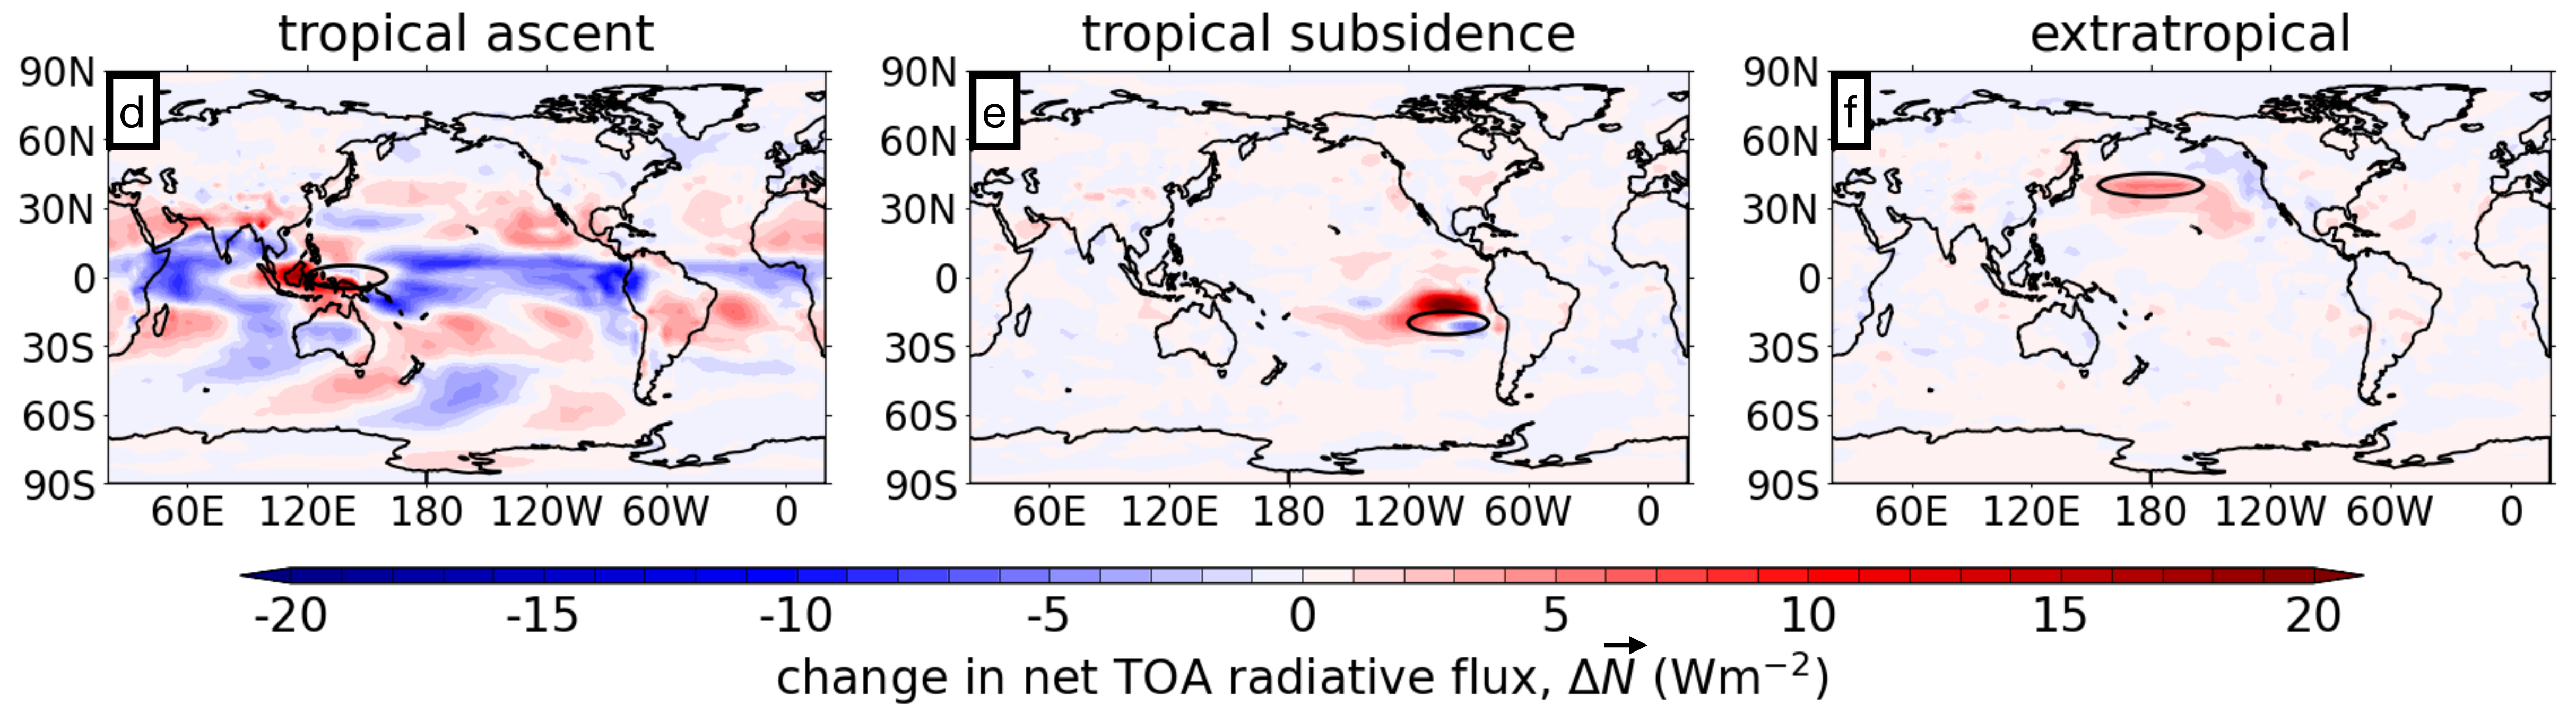 tropical ascent
tropical subsidence
extratropical
90N
60N
30N
0
30S
60S
90S
d
60E 120E 180 120W 60W 0
90N
60N
30N
0
30S
60S
90S
e
60E 120E 180 120W 60W 0
90N
60N
30N
0
30S
60S
90S
f
60E 120E 180 120W 60W 0
-20 -15 -10 -5 0 5 10 15 20
change in net TOA radiative flux, Δ$\overrightarrow{N}$ (Wm⁻²)